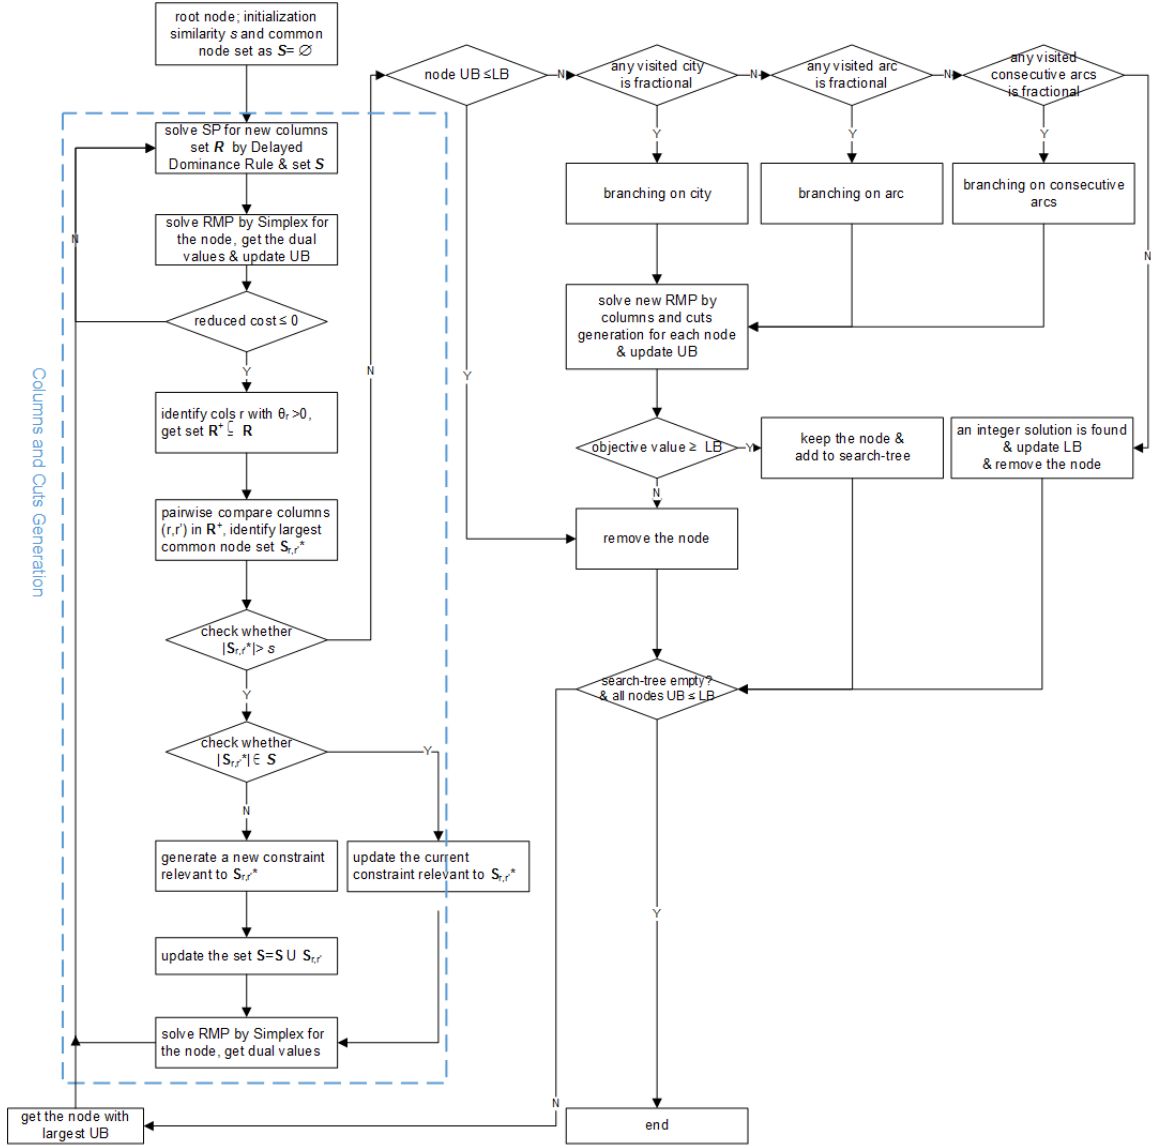 root node; initialization
similarity s and common
node set as S= ∅
solve SP for new columns
set R by Delayed
Dominance Rule & set S
solve RMP by Simplex for
the node, get the dual
values & update UB
N
reduced cost ≤ 0
Y
identify cols r with θr >0,
get set R+ ⊆ R
pairwise compare columns
(r,r') in R+, identify largest
common node set Sr,r'*
check whether
|Sr,r'*|> s
N
Y
check whether
|Sr,r'*| ∈ S
Y
N
generate a new constraint
relevant to Sr,r'*
update the current
constraint relevant to Sr,r'*
update the set S=S U Sr,r'
solve RMP by Simplex for
the node, get dual values
Columns and Cuts Generation
get the node with
largest UB
node UB ≤LB
N
Y
any visited city
is fractional
N
Y
any visited arc
is fractional
N
Y
any visited
consecutive arcs
is fractional
Y
N
branching on city
branching on arc
branching on consecutive
arcs
solve new RMP by
columns and cuts
generation for each node
& update UB
objective value ≥ LB
Y
N
keep the node &
add to search-tree
an integer solution is found
& update LB
& remove the node
remove the node
search-tree empty?
& all nodes UB ≤ LB
Y
N
end